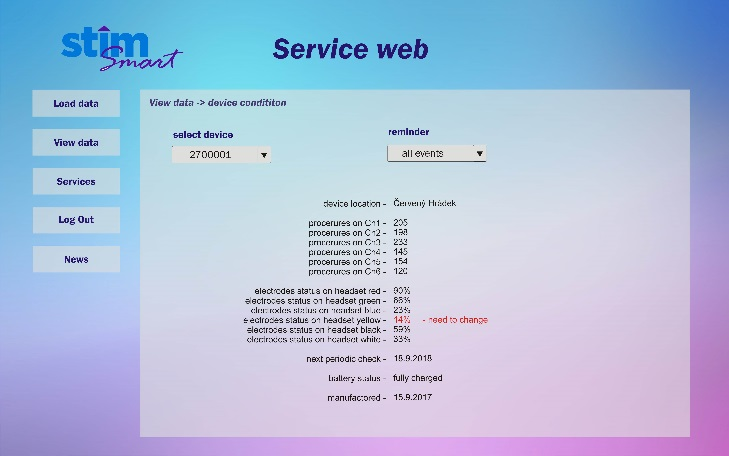 stim
Smart
Service web
Load data
View data
Services
Log Out
News
View data -> device condititon
select device
2700001
reminder
all events
device location - Červený Hrádek
procerures on Ch1 - 205
procerures on Ch2 - 198
procerures on Ch3 - 233
procerures on Ch4 - 145
procerures on Ch5 - 154
procerures on Ch6 - 120
electrodes status on headset red - 90%
electrodes status on headset green - 66%
electrodes status on headset blue - 23%
electrodes status on headset yellow - 14% - need to change
electrodes status on headset black - 59%
electrodes status on headset white - 33%
next periodic check - 18.9.2018
battery status - fully charged
manufactored - 15.9.2017